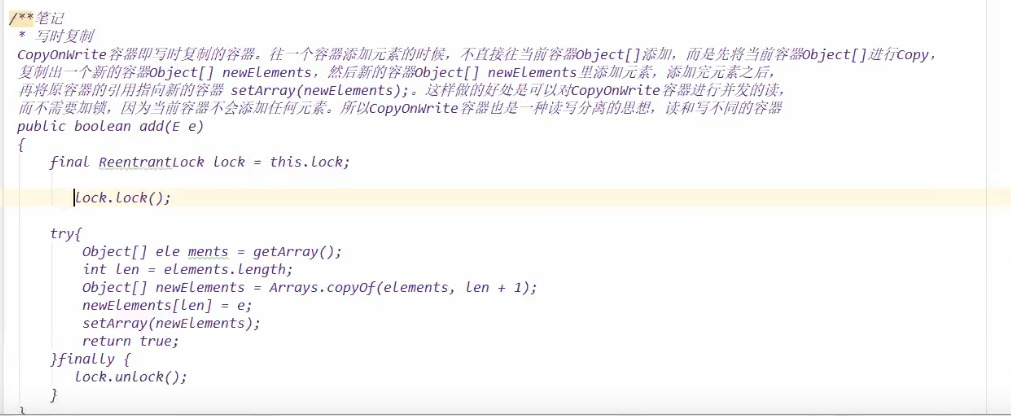 /**笔记
* 写时复制
CopyOnWrite容器即写时复制的容器。往一个容器添加元素的时候，不直接往当前容器Object[]添加，而是先将当前容器Object[]进行Copy，
复制出一个新的容器Object[] newElements，然后新的容器Object[] newElements里添加元素，添加完元素之后，
再将原容器的引用指向新的容器 setArray(newElements);。这样做的好处是可以对CopyOnWrite容器进行并发的读，
而不需要加锁，因为当前容器不会添加任何元素。所以CopyOnWrite容器也是一种读写分离的思想，读和写不同的容器
public boolean add(E e)
{
final ReentrantLock lock = this.lock;
lock.lock();
try{
Object[] ele ments = getArray();
int len = elements.length;
Object[] newElements = Arrays.copyOf(elements, len + 1);
newElements[len] = e;
setArray(newElements);
return true;
}finally {
lock.unlock();
}
}